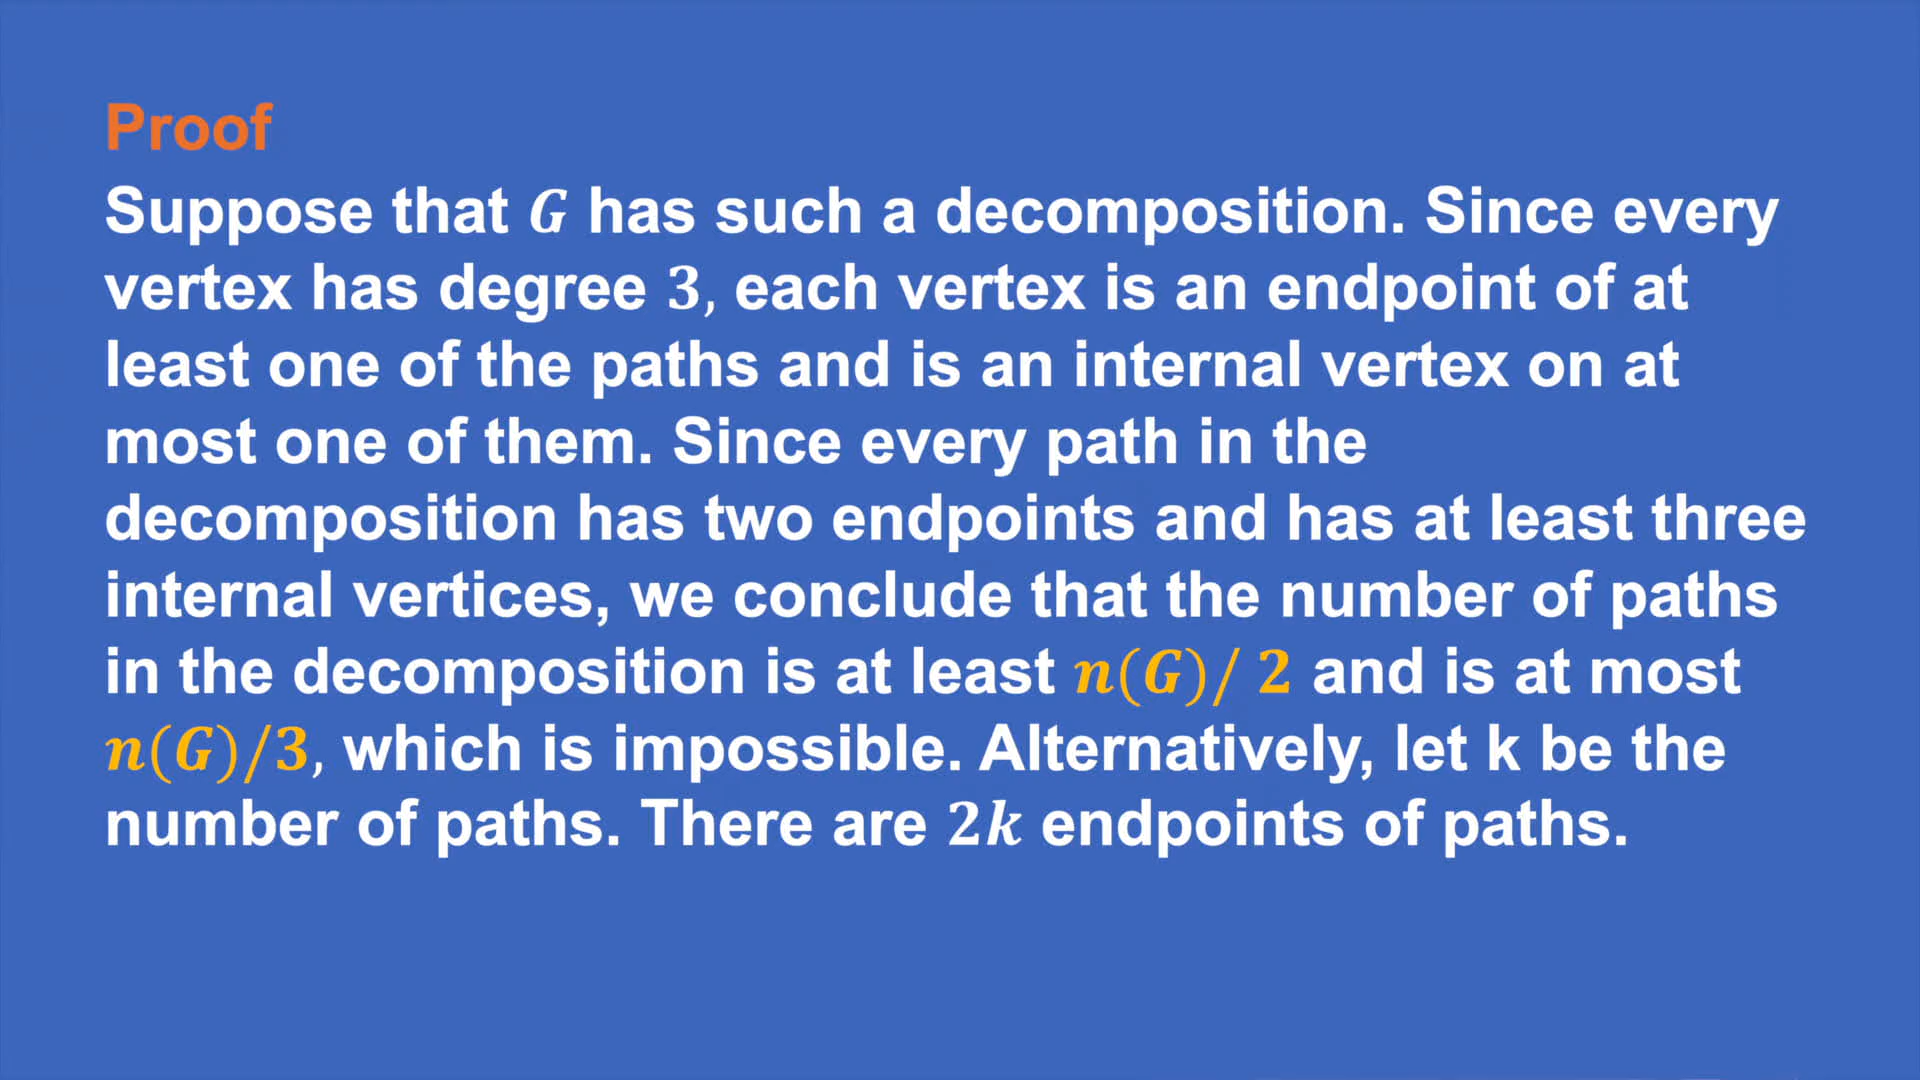 Proof
Suppose that G has such a decomposition. Since every
vertex has degree 3, each vertex is an endpoint of at
least one of the paths and is an internal vertex on at
most one of them. Since every path in the
decomposition has two endpoints and has at least three
internal vertices, we conclude that the number of paths
in the decomposition is at least n(G)/ 2 and is at most
n(G)/3, which is impossible. Alternatively, let k be the
number of paths. There are 2k endpoints of paths.